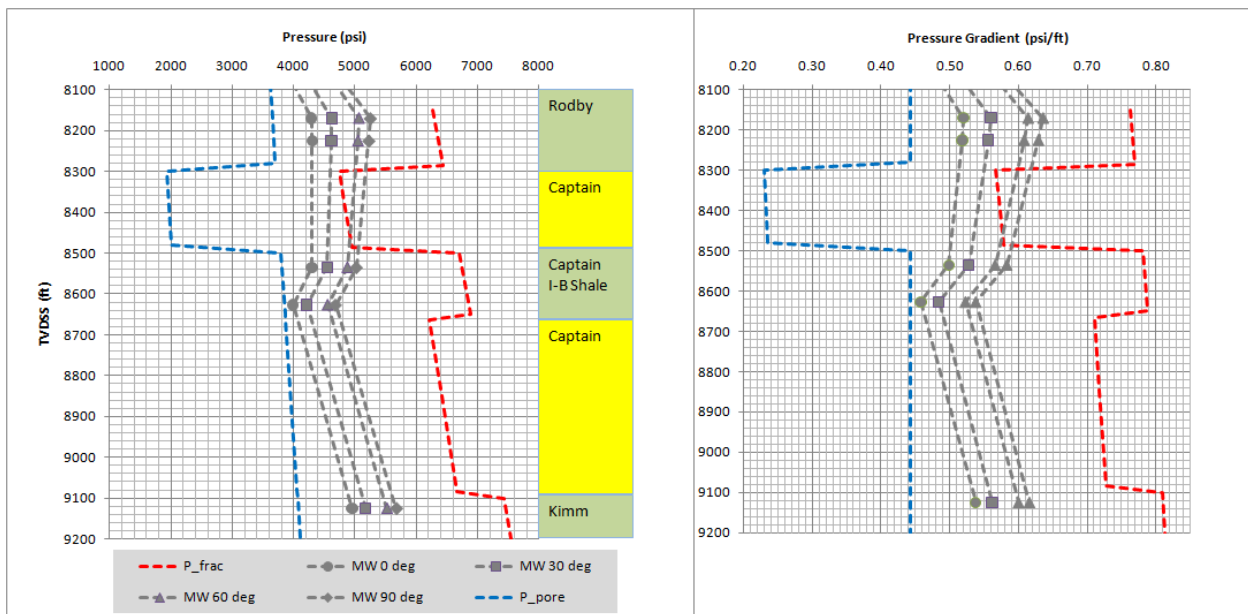 Pressure (psi)
1000 2000 3000 4000 5000 6000 7000 8000
TVDSS (ft)
8100
8200
8300
8400
8500
8600
8700
8800
8900
9000
9100
9200
Rodby
Captain
Captain
I-B Shale
Captain
Kimm
P_frac MW 0 deg MW 30 deg
MW 60 deg MW 90 deg P_pore
Pressure Gradient (psi/ft)
0.20 0.30 0.40 0.50 0.60 0.70 0.80
8100
8200
8300
8400
8500
8600
8700
8800
8900
9000
9100
9200